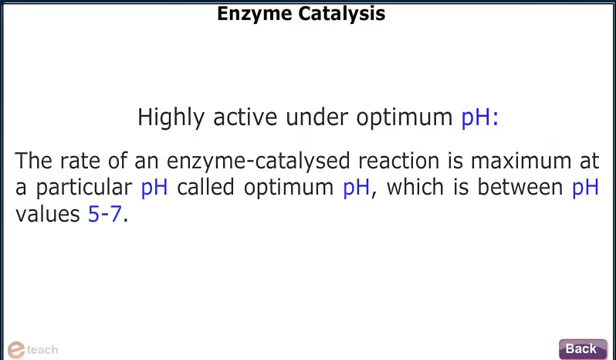 Enzyme Catalysis
Highly active under optimum pH:
The rate of an enzyme-catalysed reaction is maximum at
a particular pH called optimum pH, which is between pH
values 5-7.
e teach
Back